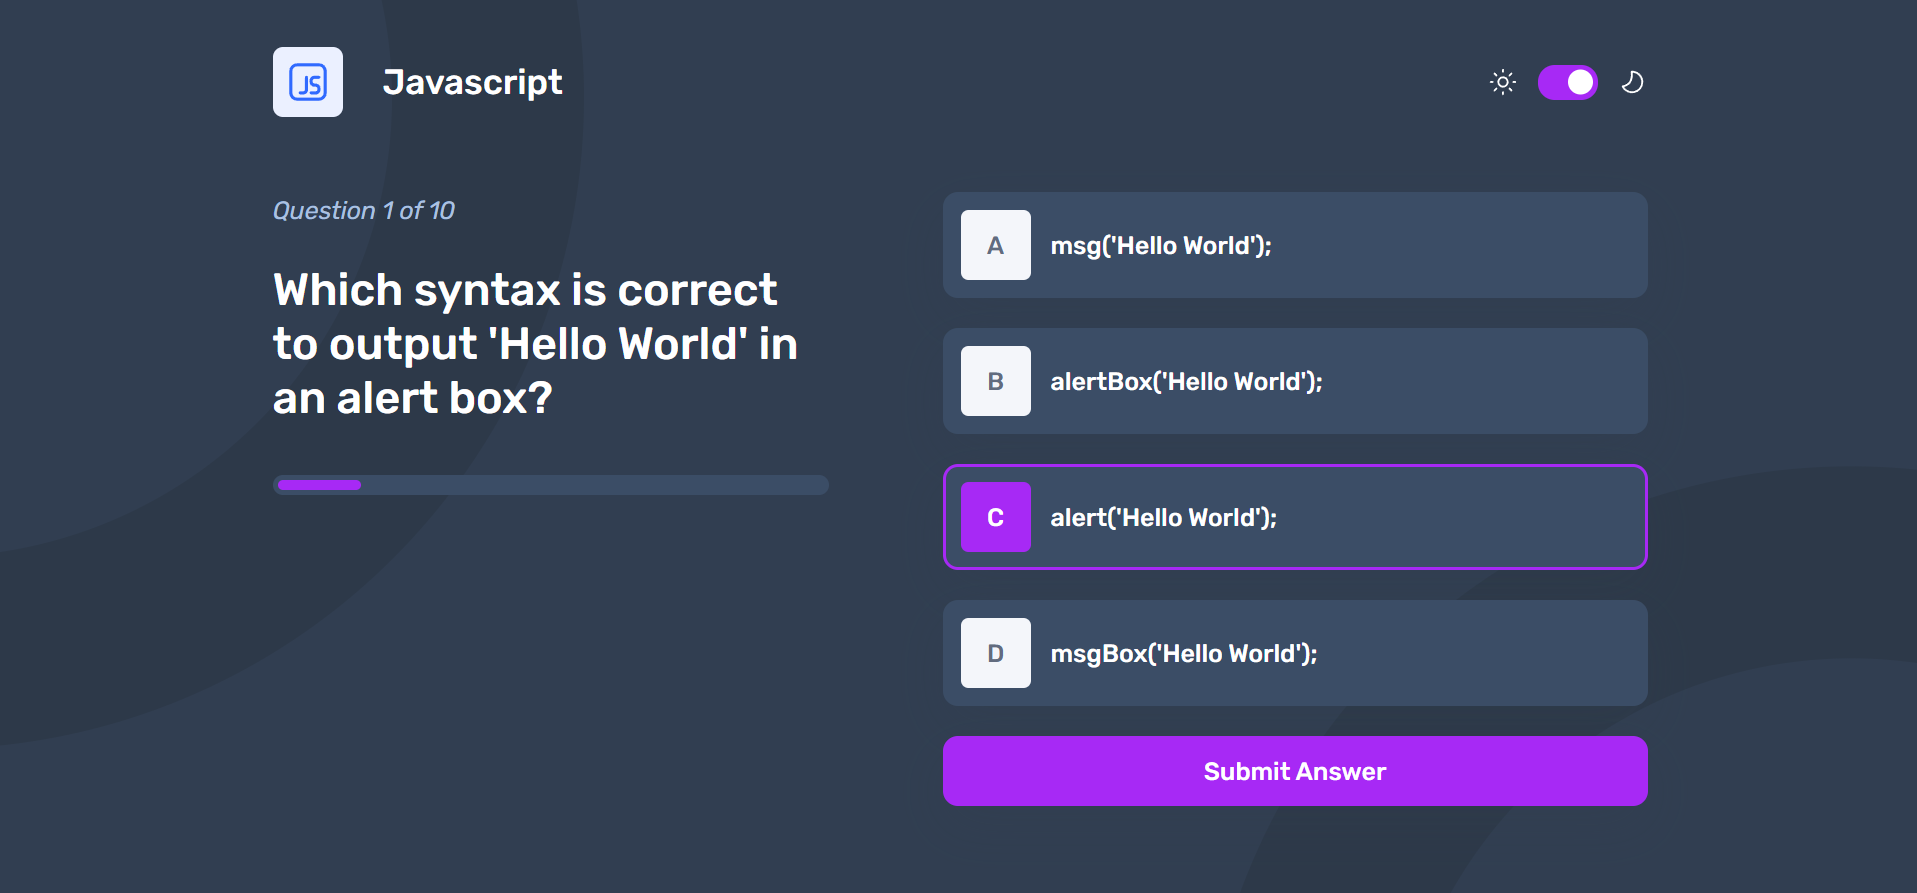 JS
Javascript
Question 1 of 10
Which syntax is correct
to output 'Hello World' in
an alert box?
A
msg('Hello World');
B
alertBox('Hello World');
C
alert('Hello World');
D
msgBox('Hello World');
Submit Answer